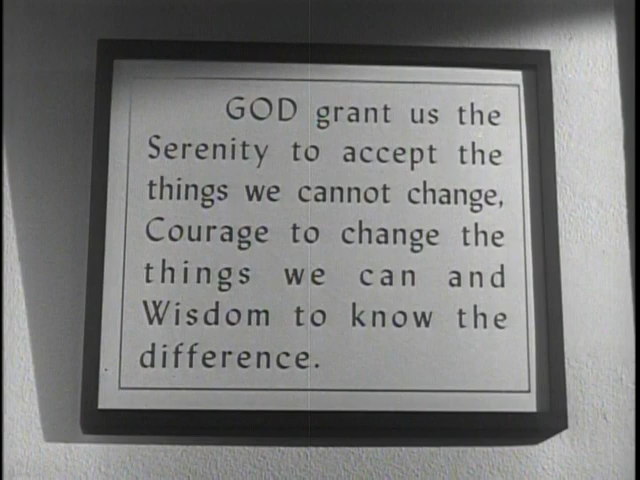 GOD grant us the
Serenity to accept the
things we cannot change,
Courage to change the
things we can and
Wisdom to know the
difference.